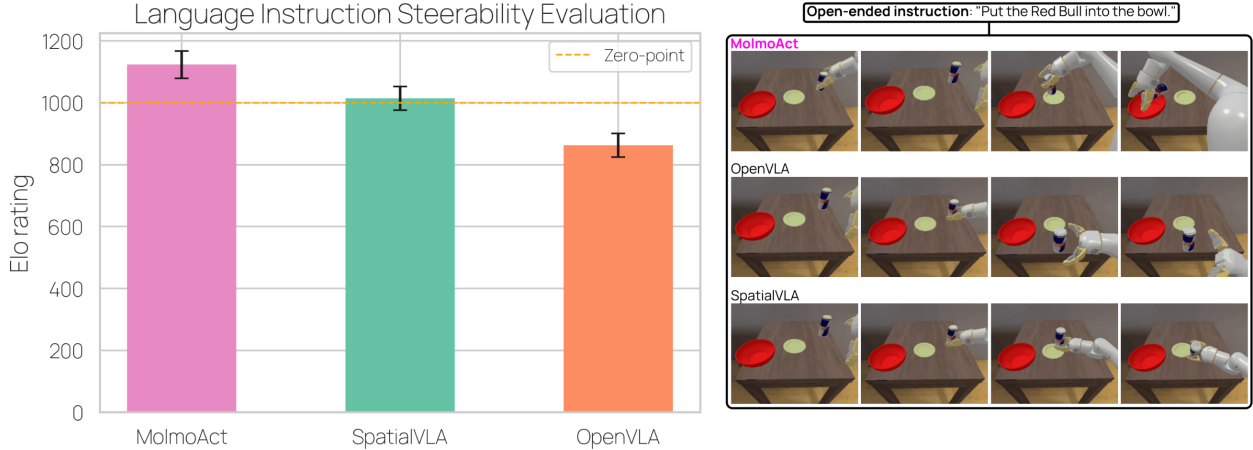 Language Instruction Steerability Evaluation
Elo rating
1200
1000
800
600
400
200
0
Zero-point
MolmoAct
SpatialVLA
OpenVLA
Open-ended instruction: "Put the Red Bull into the bowl."
MolmoAct
OpenVLA
SpatialVLA